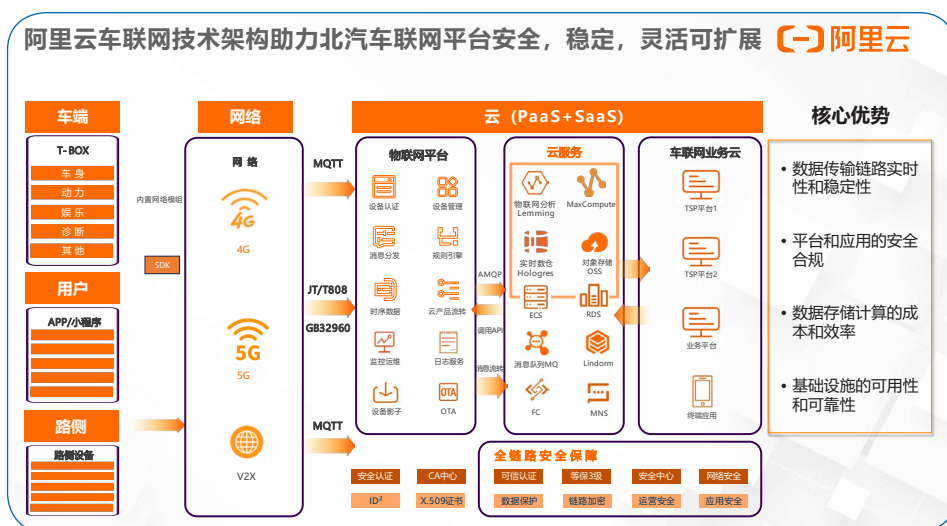 阿里云车联网技术架构助力北汽车联网平台安全，稳定，灵活可扩展
阿里云
车端
T-BOX
车身
动力
娱乐
诊断
其他
用户
APP/小程序
路侧
路侧设备
内置网络模组
SDK
网络
网 络
4G
4G
5G
5G
V2X
MQTT
JT/T808
GB32960
MQTT
云（PaaS+SaaS)
物联网平台
设备认证
设备管理
消息分发
规则引擎
时序数据
云产品流转
监控运维
日志服务
设备影子
OTA
OTA
AMQP
调用API
消息流转
云服务
物联网分析
Lemming
MaxCompute
实时数仓
Hologres
对象存储
OSS
ECS
RDS
消息队列MQ
Lindorm
FC
MNS
车联网业务云
TSP平台1
TSP平台2
业务平台
终端应用
安全认证
CA中心
ID²
X.509证书
全链路安全保障
可信认证
等保3级
安全中心
网络安全
数据保护
链路加密
运营安全
应用安全
核心优势
• 数据传输链路实时
性和稳定性
• 平台和应用的安全
合规
• 数据存储计算的成
本和效率
• 基础设施的可用性
和可靠性